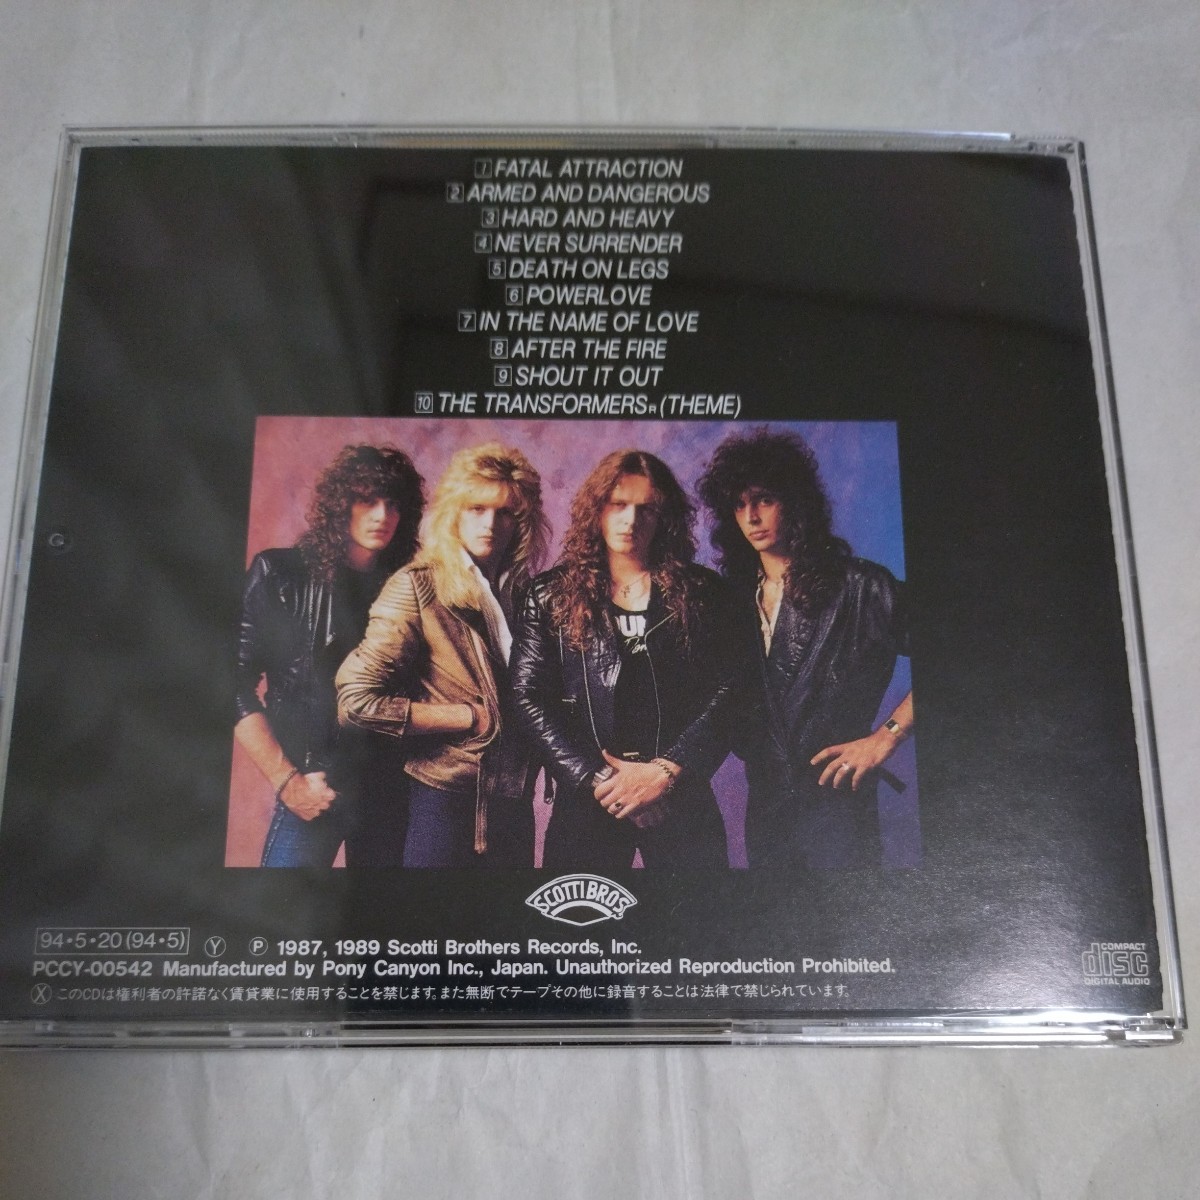 1 FATAL ATTRACTION
2 ARMED AND DANGEROUS
3 HARD AND HEAVY
4 NEVER SURRENDER
5 DEATH ON LEGS
6 POWERLOVE
7 IN THE NAME OF LOVE
8 AFTER THE FIRE
9 SHOUT IT OUT
10 THE TRANSFORMERS R (THEME)
SCOTTI BROS.
94・5・20 (94・5) Ⓨ Ⓟ 1987, 1989 Scotti Brothers Records, Inc.
PCCY-00542 Manufactured by Pony Canyon Inc., Japan. Unauthorized Reproduction Prohibited.
Ⓧ このCDは権利者の許諾なく賃貸業に使用することを禁じます。また無断でテープその他に録音することは法律で禁じられています。
COMPACT
disc
DIGITAL AUDIO